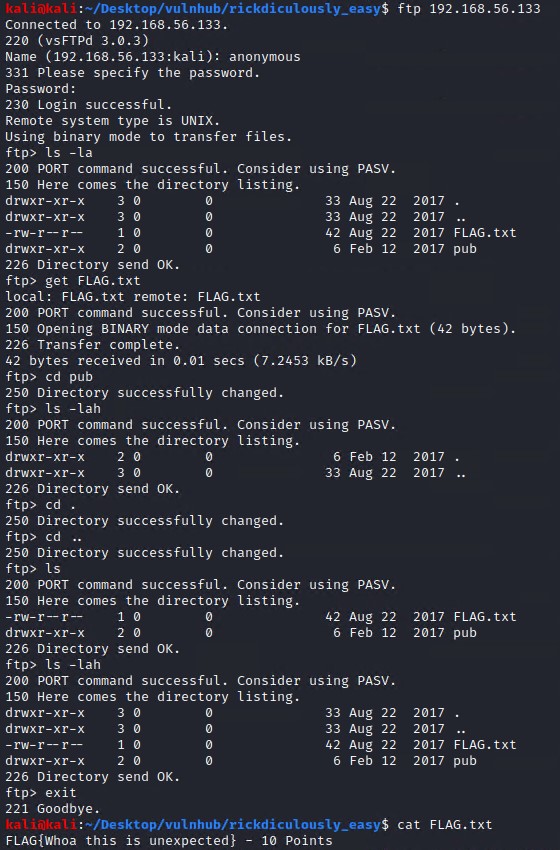 kali@kali:~/Desktop/vulnhub/rickdiculously_easy$ ftp 192.168.56.133
Connected to 192.168.56.133.
220 (vsFTPd 3.0.3)
Name (192.168.56.133:kali): anonymous
331 Please specify the password.
Password:
230 Login successful.
Remote system type is UNIX.
Using binary mode to transfer files.
ftp> ls -la
200 PORT command successful. Consider using PASV.
150 Here comes the directory listing.
drwxr-xr-x    3 0        0              33 Aug 22  2017 .
drwxr-xr-x    3 0        0              33 Aug 22  2017 ..
-rw-r--r--    1 0        0              42 Aug 22  2017 FLAG.txt
drwxr-xr-x    2 0        0               6 Feb 12  2017 pub
226 Directory send OK.
ftp> get FLAG.txt
local: FLAG.txt remote: FLAG.txt
200 PORT command successful. Consider using PASV.
150 Opening BINARY mode data connection for FLAG.txt (42 bytes).
226 Transfer complete.
42 bytes received in 0.01 secs (7.2453 kB/s)
ftp> cd pub
250 Directory successfully changed.
ftp> ls -lah
200 PORT command successful. Consider using PASV.
150 Here comes the directory listing.
drwxr-xr-x    2 0        0               6 Feb 12  2017 .
drwxr-xr-x    3 0        0              33 Aug 22  2017 ..
226 Directory send OK.
ftp> cd .
250 Directory successfully changed.
ftp> cd ..
250 Directory successfully changed.
ftp> ls
200 PORT command successful. Consider using PASV.
150 Here comes the directory listing.
-rw-r--r--    1 0        0              42 Aug 22  2017 FLAG.txt
drwxr-xr-x    2 0        0               6 Feb 12  2017 pub
226 Directory send OK.
ftp> ls -lah
200 PORT command successful. Consider using PASV.
150 Here comes the directory listing.
drwxr-xr-x    3 0        0              33 Aug 22  2017 .
drwxr-xr-x    3 0        0              33 Aug 22  2017 ..
-rw-r--r--    1 0        0              42 Aug 22  2017 FLAG.txt
drwxr-xr-x    2 0        0               6 Feb 12  2017 pub
226 Directory send OK.
ftp> exit
221 Goodbye.
kali@kali:~/Desktop/vulnhub/rickdiculously_easy$ cat FLAG.txt
FLAG{Whoa this is unexpected} - 10 Points